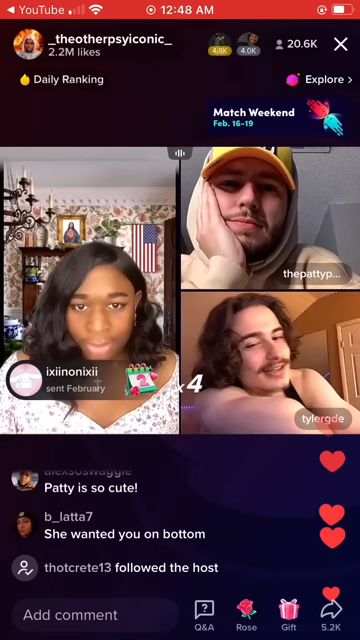 YouTube
12:48 AM
_theotherpsyiconic_
2.2M likes
4.8K
4.0K
20.6K
Daily Ranking
Explore >
Match Weekend
Feb. 16-19
thepattyp...
ixiinonixii
sent February
2
x4
tylergde
alexsoswaggie
Patty is so cute!
b_latta7
She wanted you on bottom
thotcrete13 followed the host
Add comment
Q&A
Rose
Gift
5.2K